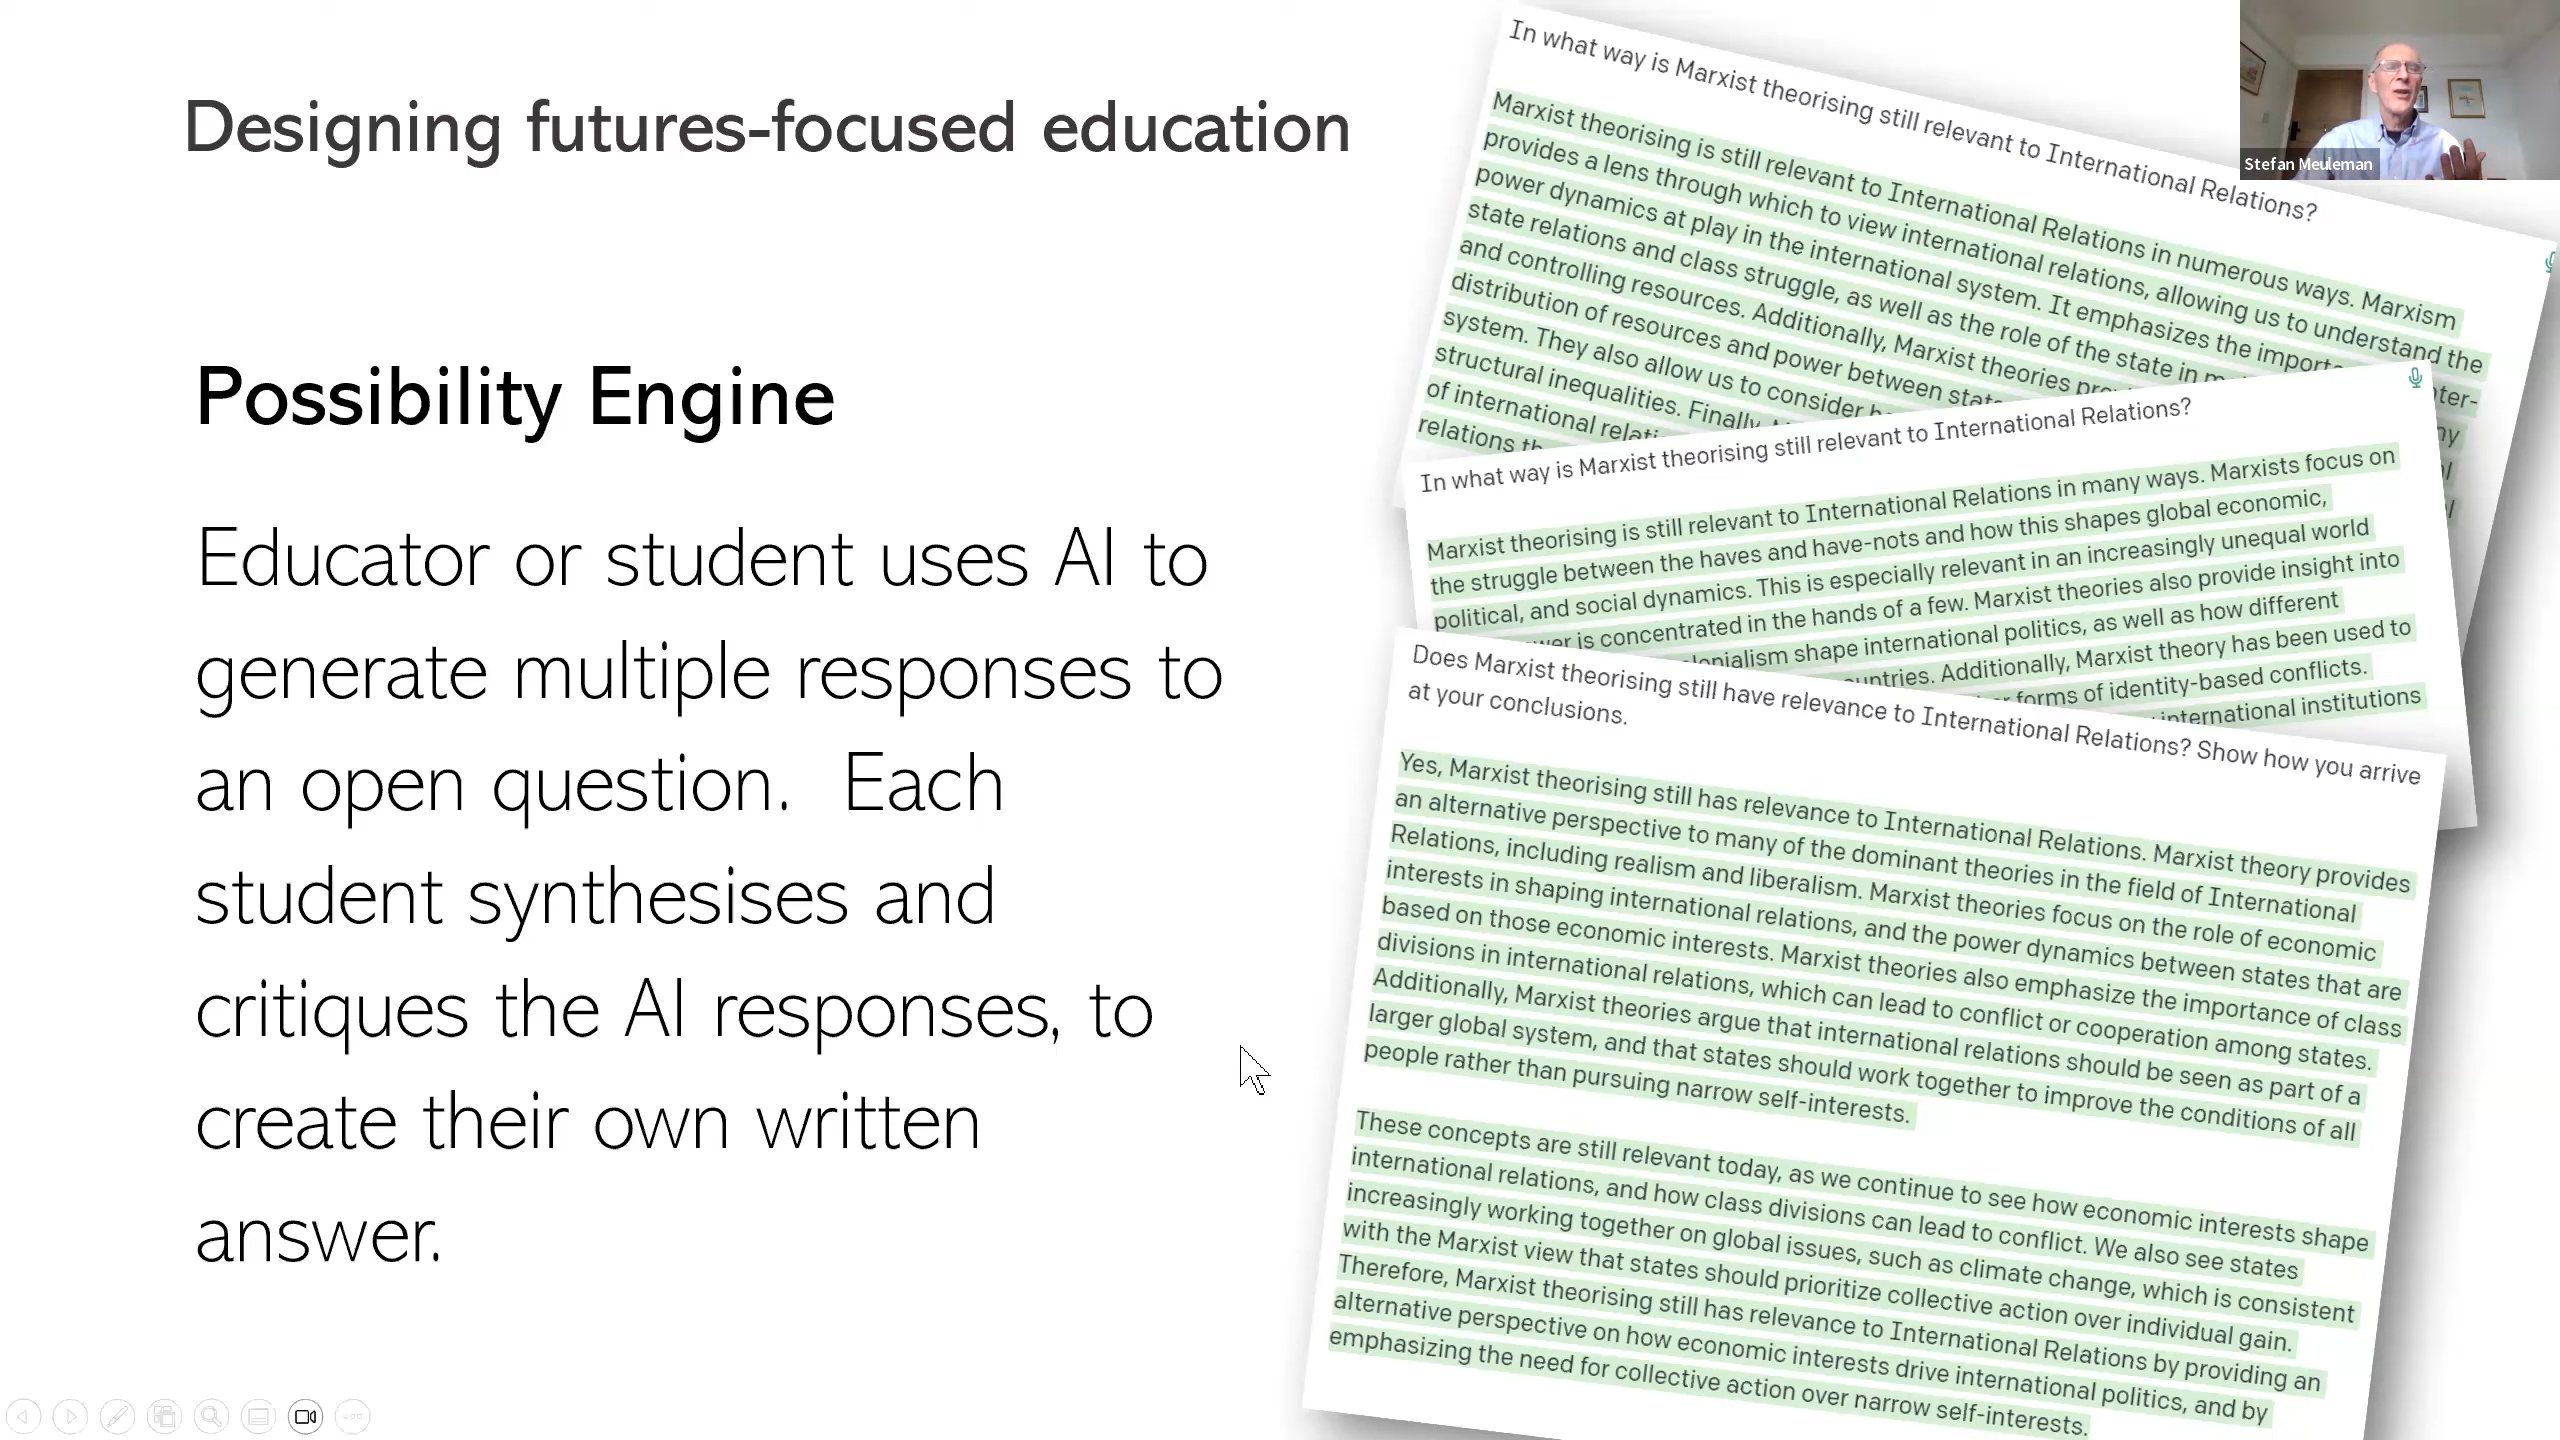 Designing futures-focused education
Possibility Engine
Educator or student uses AI to
generate multiple responses to
an open question.  Each
student synthesises and
critiques the AI responses, to
create their own written
answer.
In what way is Marxist theorising still relevant to International Relations?
Marxist theorising is still relevant to International Relations in numerous ways. Marxism
provides a lens through which to view international relations, allowing us to understand the
power dynamics at play in the international system. It emphasizes the inter-
state relations and class struggle, as well as the role of the state in
and controlling resources. Additionally, Marxist theories
distribution of resources and power between
system. They also allow us to consider
structural inequalities. Finally,
of international
relations
In what way is Marxist theorising still relevant to International Relations?
Marxist theorising is still relevant to International Relations in many ways. Marxists focus on
the struggle between the haves and have-nots and how this shapes global economic,
political, and social dynamics. This is especially relevant in an increasingly unequal world
is concentrated in the hands of a few. Marxist theories also provide insight into
shape international politics, as well as how different
Additionally, Marxist theory has been used to
forms of identity-based conflicts.
international institutions
Does Marxist theorising still have relevance to International Relations? Show how you arrive
at your conclusions.
Yes, Marxist theorising still has relevance to International Relations. Marxist theory provides
an alternative perspective to many of the dominant theories in the field of International
Relations, including realism and liberalism. Marxist theories focus on the role of economic
interests in shaping international relations, and the power dynamics between states that are
based on those economic interests. Marxist theories also emphasize the importance of class
divisions in international relations, which can lead to conflict or cooperation among states.
Additionally, Marxist theories argue that international relations should be seen as part of a
larger global system, and that states should work together to improve the conditions of all
people rather than pursuing narrow self-interests.
These concepts are still relevant today, as we continue to see how economic interests shape
international relations, and how class divisions can lead to conflict. We also see states
increasingly working together on global issues, such as climate change, which is consistent
with the Marxist view that states should prioritize collective action over individual gain.
Therefore, Marxist theorising still has relevance to International Relations by providing an
alternative perspective on how economic interests drive international politics, and by
emphasizing the need for collective action over narrow self-interests.
Stefan Meuleman